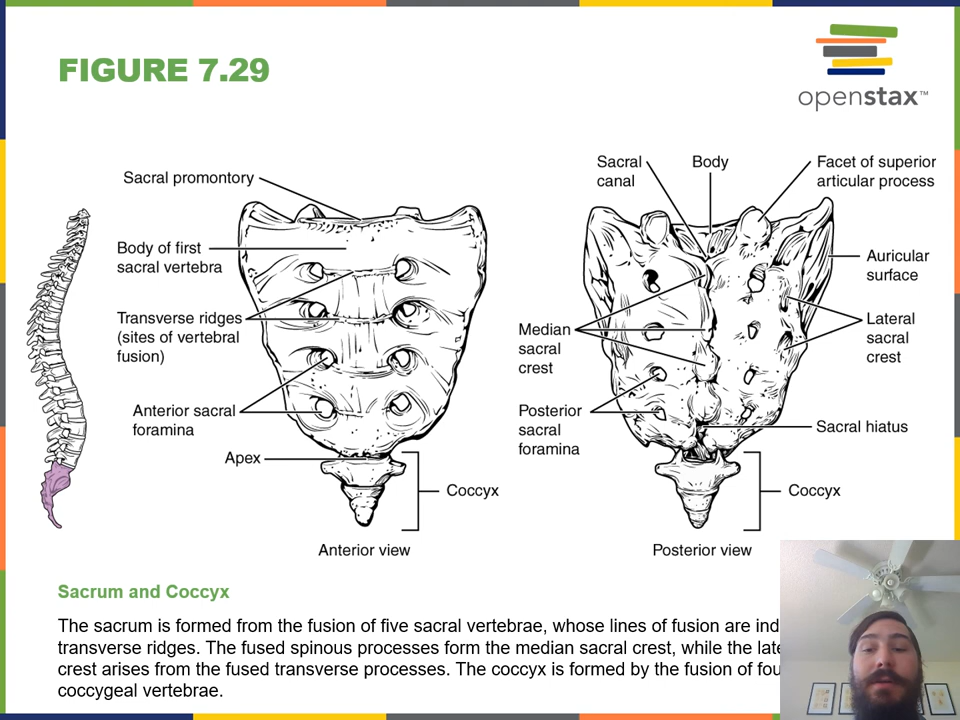 FIGURE 7.29
openstax™
Sacral promontory
Body of first
sacral vertebra
Transverse ridges
(sites of vertebral
fusion)
Anterior sacral
foramina
Apex
Coccyx
Anterior view
Sacral
canal
Body
Facet of superior
articular process
Auricular
surface
Lateral
sacral
crest
Median
sacral
crest
Posterior
sacral
foramina
Sacral hiatus
Coccyx
Posterior view
Sacrum and Coccyx
The sacrum is formed from the fusion of five sacral vertebrae, whose lines of fusion are
transverse ridges. The fused spinous processes form the median sacral crest, while the
crest arises from the fused transverse processes. The coccyx is formed by the fusion of
coccygeal vertebrae.